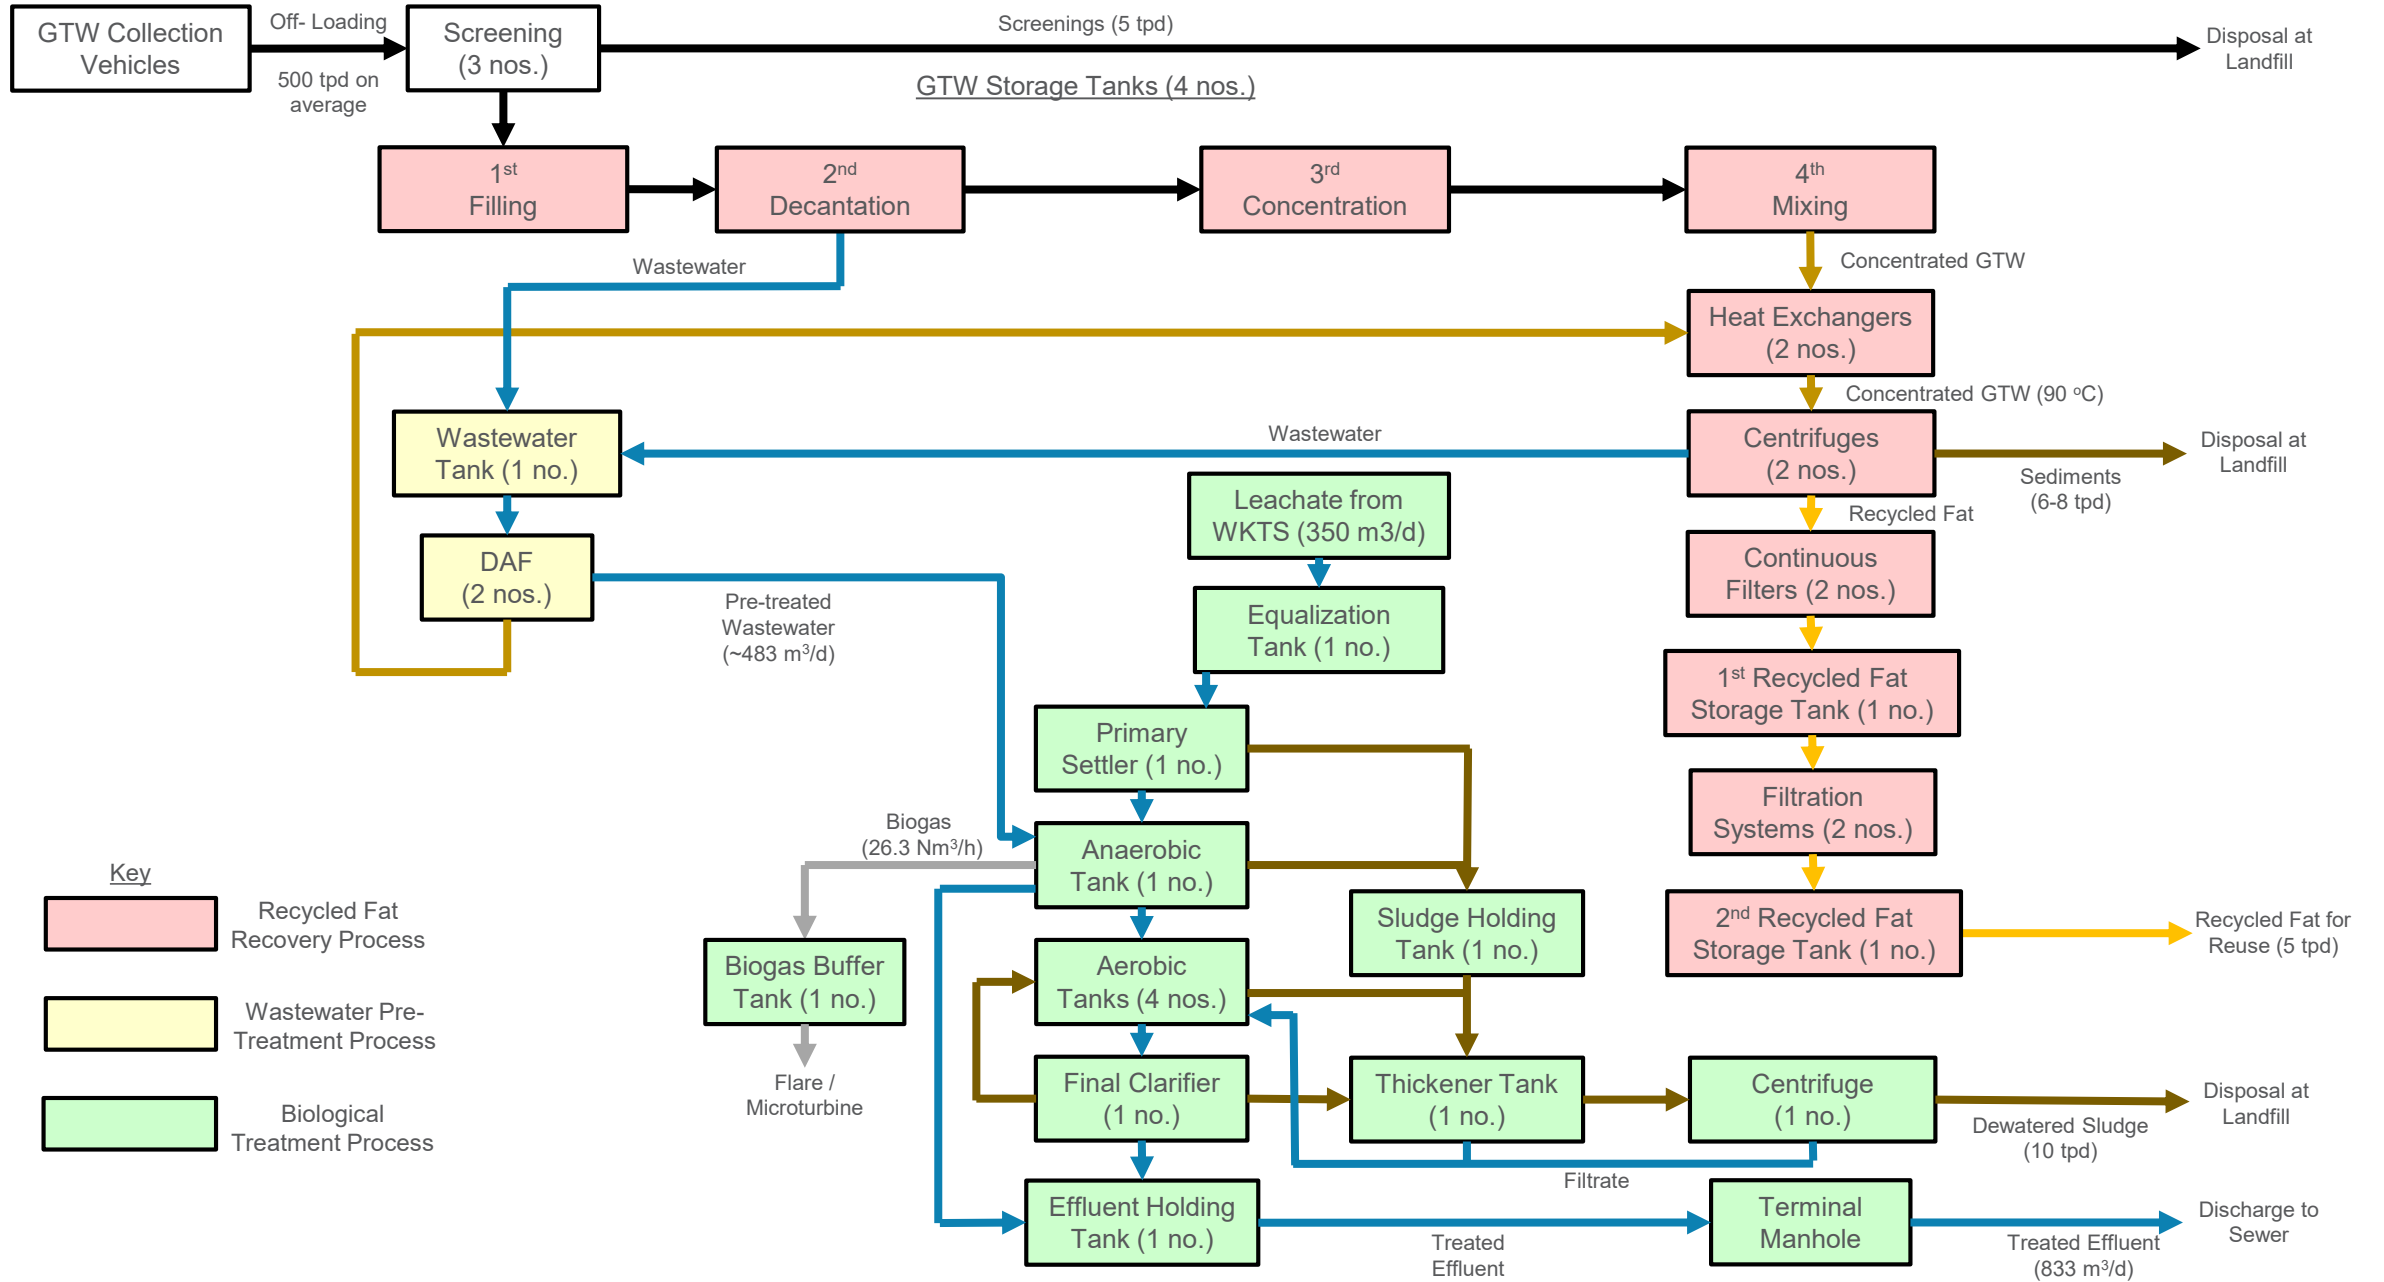 GTW Collection
Vehicles
Off- Loading
500 tpd on
average
Screening
(3 nos.)
Screenings (5 tpd)
Disposal at
Landfill
GTW Storage Tanks (4 nos.)
1st
Filling
2nd
Decantation
3rd
Concentration
4th
Mixing
Wastewater
Concentrated GTW
Heat Exchangers
(2 nos.)
Concentrated GTW (90 oC)
Wastewater
Tank (1 no.)
Wastewater
Centrifuges
(2 nos.)
Disposal at
Landfill
Sediments
(6-8 tpd)
Leachate from
WKTS (350 m3/d)
Recycled Fat
DAF
(2 nos.)
Pre-treated
Wastewater
(~483 m3/d)
Continuous
Filters (2 nos.)
Equalization
Tank (1 no.)
1st Recycled Fat
Storage Tank (1 no.)
Primary
Settler (1 no.)
Filtration
Systems (2 nos.)
Biogas
(26.3 Nm3/h)
Anaerobic
Tank (1 no.)
Key
Recycled Fat
Recovery Process
Sludge Holding
Tank (1 no.)
2nd Recycled Fat
Storage Tank (1 no.)
Recycled Fat for
Reuse (5 tpd)
Biogas Buffer
Tank (1 no.)
Aerobic
Tanks (4 nos.)
Wastewater Pre-
Treatment Process
Flare /
Microturbine
Final Clarifier
(1 no.)
Thickener Tank
(1 no.)
Centrifuge
(1 no.)
Disposal at
Landfill
Dewatered Sludge
(10 tpd)
Biological
Treatment Process
Filtrate
Effluent Holding
Tank (1 no.)
Treated
Effluent
Terminal
Manhole
Discharge to
Sewer
Treated Effluent
(833 m3/d)